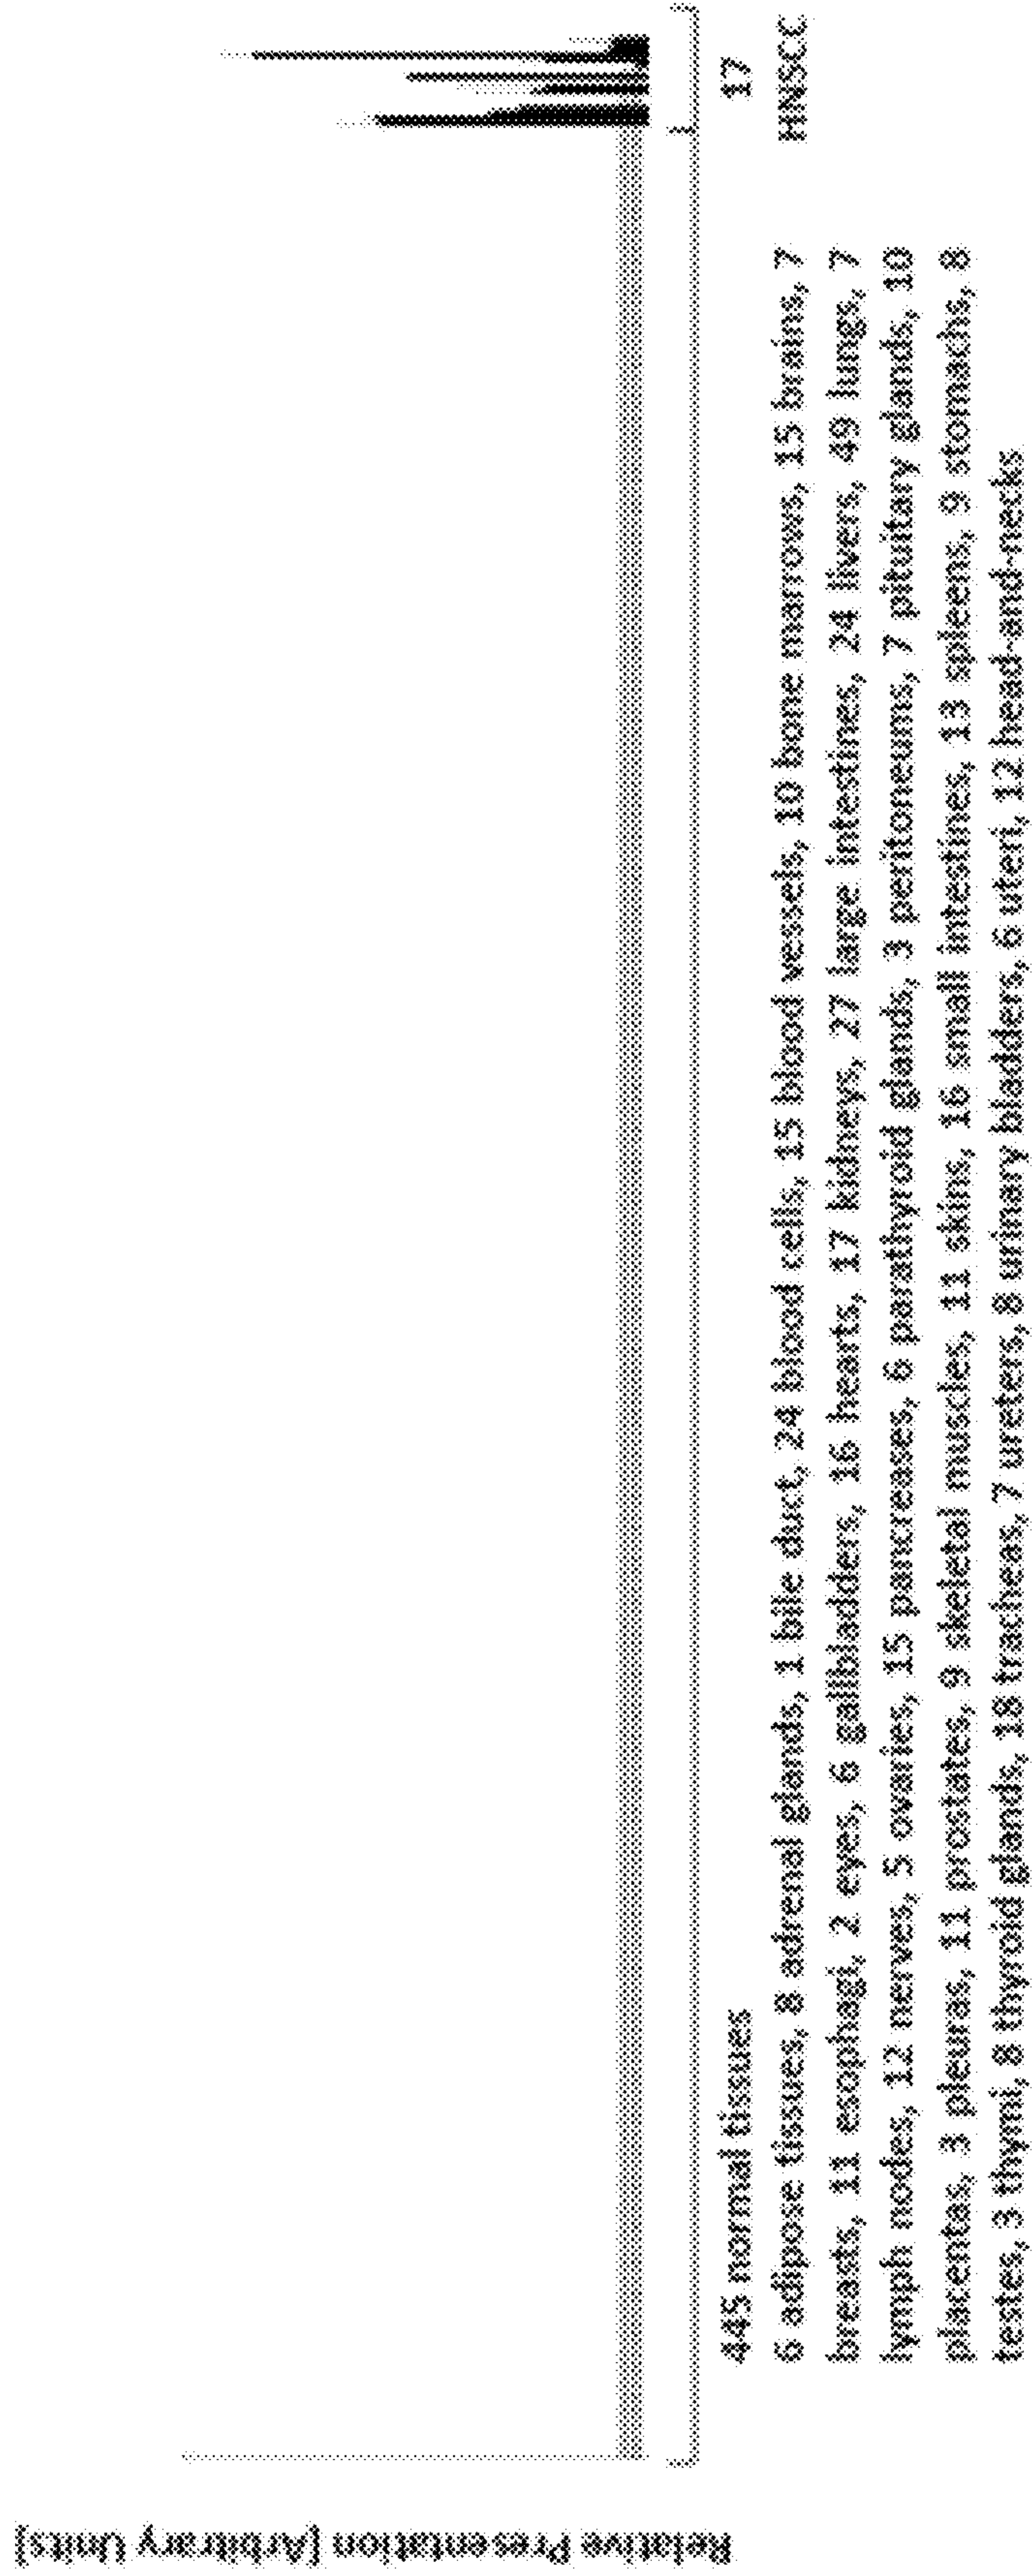 Relative Presentation [Arbitrary Units]
445 normal tissues
17
HNSCC
6 adipose tissues, 8 adrenal glands, 1 bile duct, 24 blood cells, 15 blood vessels, 10 bone marrows, 15 brains, 7
breasts, 11 esophagi, 2 eyes, 6 gallbladders, 16 hearts, 17 kidneys, 27 large intestines, 24 livers, 49 lungs, 7
lymph nodes, 12 nerves, 5 ovaries, 15 pancreases, 6 parathyroid glands, 3 peritoneums, 7 pituitary glands, 10
placentas, 3 pleuras, 11 prostates, 9 skeletal muscles, 11 skins, 16 small intestines, 13 spleens, 9 stomachs, 8
testes, 3 thymi, 8 thyroid glands, 18 tracheas, 7 ureters, 8 urinary bladders, 6 uteri, 12 head-and-necks